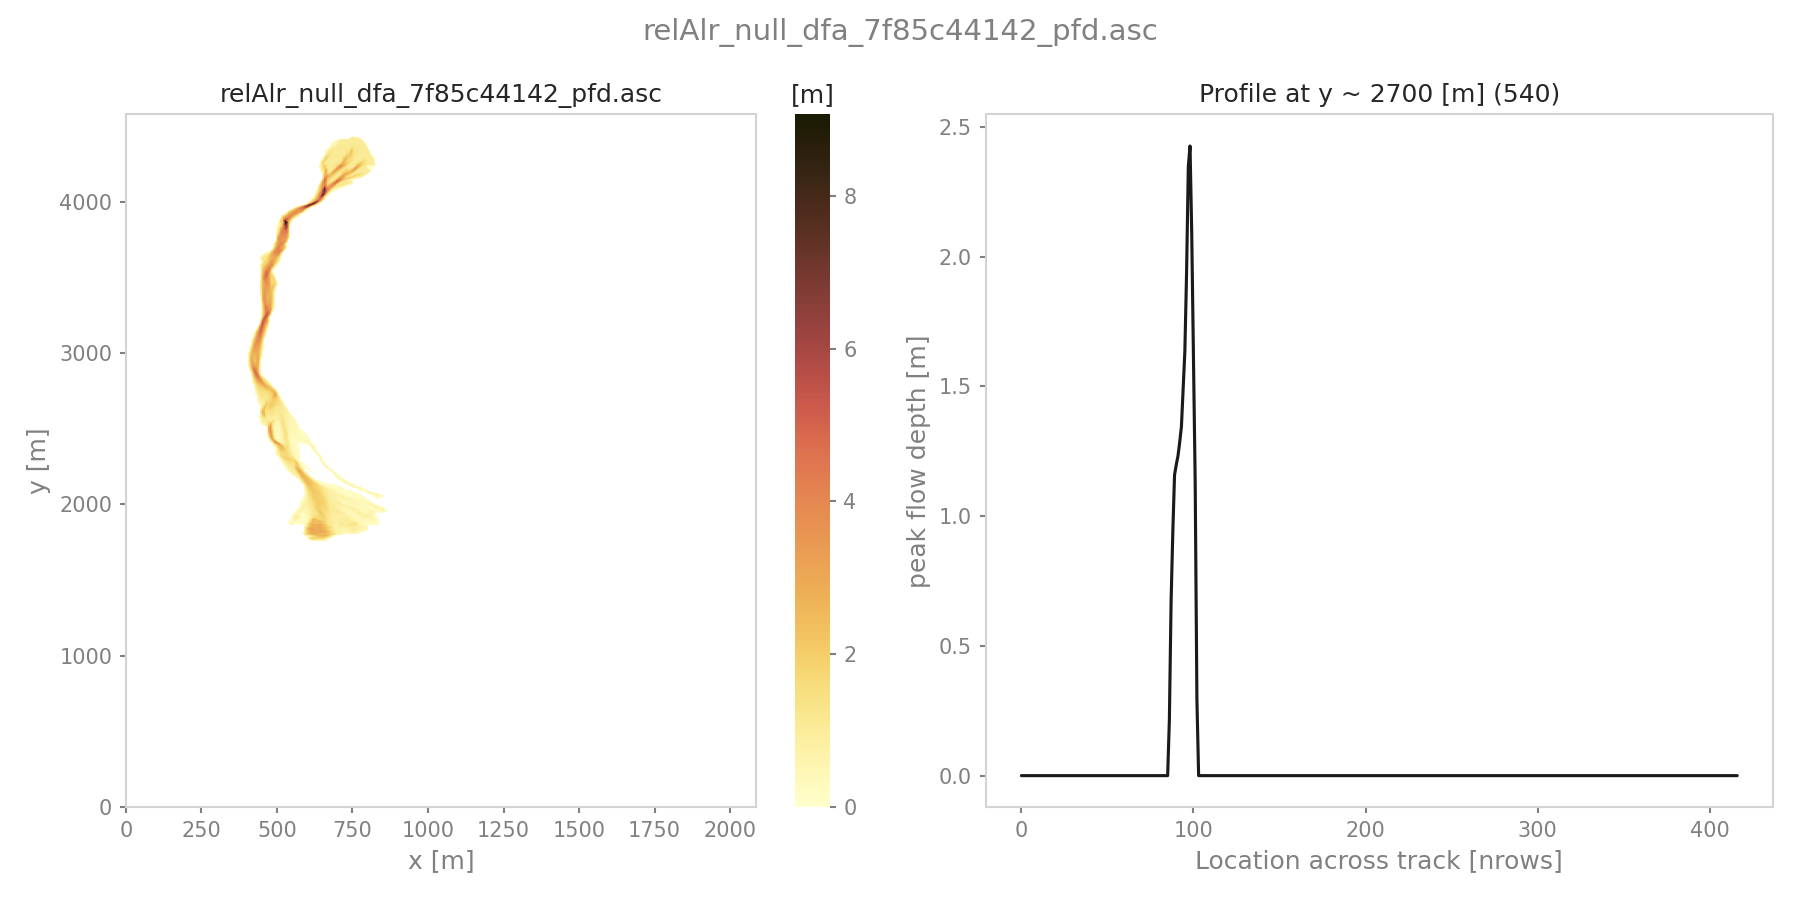 relAlr_null_dfa_7f85c44142_pfd.asc
relAlr_null_dfa_7f85c44142_pfd.asc
[m]
4000
3000
2000
1000
0
y [m]
0 250 500 750 1000 1250 1500 1750 2000
x [m]
8
6
4
2
0
Profile at y ~ 2700 [m] (540)
2.5
2.0
1.5
1.0
0.5
0.0
peak flow depth [m]
0 100 200 300 400
Location across track [nrows]